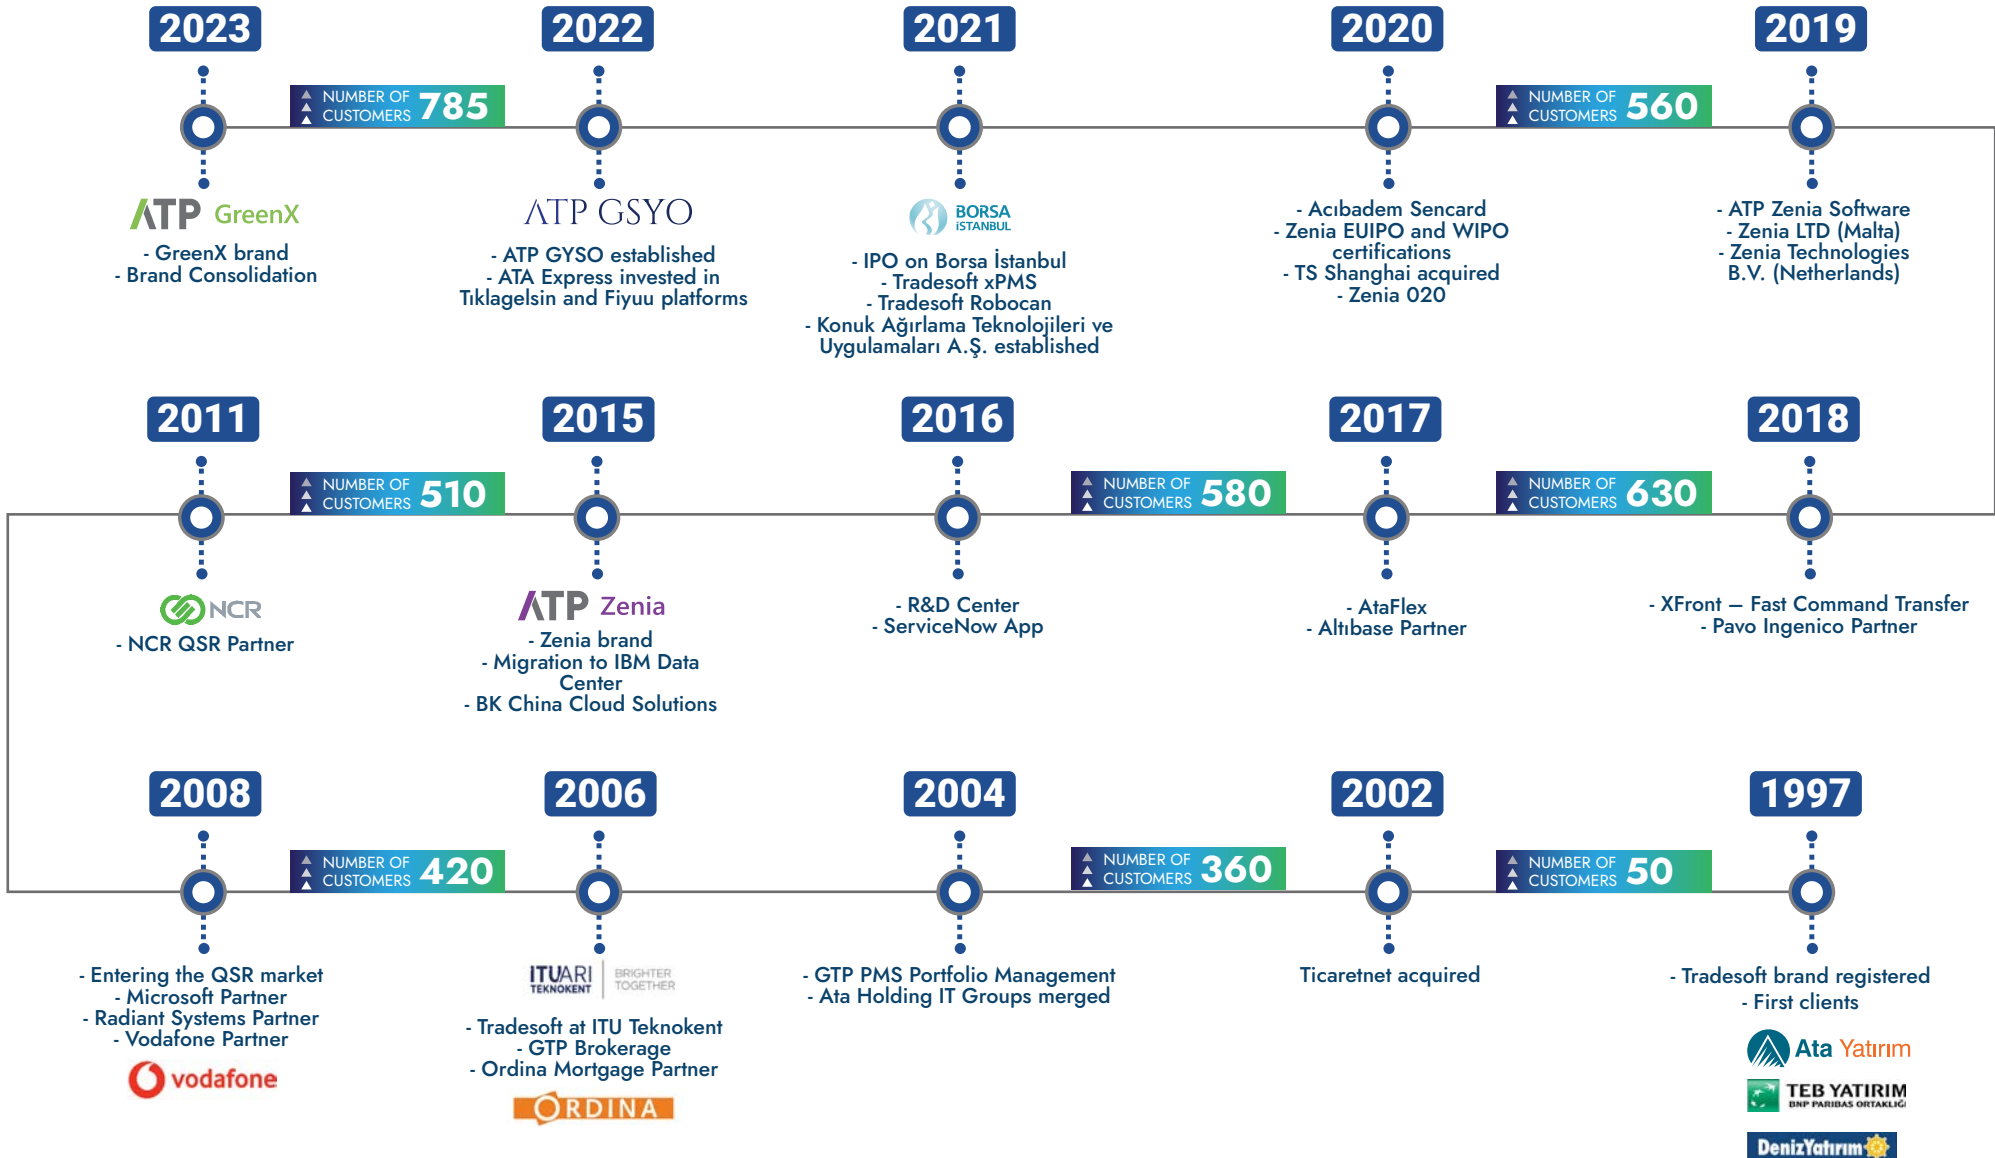 2023
2022
2021
2020
2019
NUMBER OF
CUSTOMERS 785
NUMBER OF
CUSTOMERS 560
ATP GreenX
- GreenX brand
- Brand Consolidation
ATP GSYO
- ATP GYSO established
- ATA Express invested in
Tıklagelsin and Fiyuu platforms
BORSA
İSTANBUL
- IPO on Borsa İstanbul
- Tradesoft xPMS
- Tradesoft Robocan
- Konuk Ağırlama Teknolojileri ve
Uygulamaları A.Ş. established
- Acıbadem Sencard
- Zenia EUIPO and WIPO
certifications
- TS Shanghai acquired
- Zenia 020
- ATP Zenia Software
- Zenia LTD (Malta)
- Zenia Technologies
B.V. (Netherlands)
2011
2015
2016
2017
2018
NUMBER OF
CUSTOMERS 510
NUMBER OF
CUSTOMERS 580
NUMBER OF
CUSTOMERS 630
NCR
- NCR QSR Partner
ATP Zenia
- Zenia brand
- Migration to IBM Data
Center
- BK China Cloud Solutions
- R&D Center
- ServiceNow App
- AtaFlex
- Altıbase Partner
- XFront – Fast Command Transfer
- Pavo Ingenico Partner
2008
2006
2004
2002
1997
NUMBER OF
CUSTOMERS 420
NUMBER OF
CUSTOMERS 360
NUMBER OF
CUSTOMERS 50
- Entering the QSR market
- Microsoft Partner
- Radiant Systems Partner
- Vodafone Partner
vodafone
ITUARI
TEKNOKENT
BRIGHTER
TOGETHER
- Tradesoft at ITU Teknokent
- GTP Brokerage
- Ordina Mortgage Partner
ORDINA
- GTP PMS Portfolio Management
- Ata Holding IT Groups merged
Ticaretnet acquired
- Tradesoft brand registered
- First clients
Ata Yatırım
TEB YATIRIM
BNP PARIBAS ORTAKLIĞI
DenizYatırım